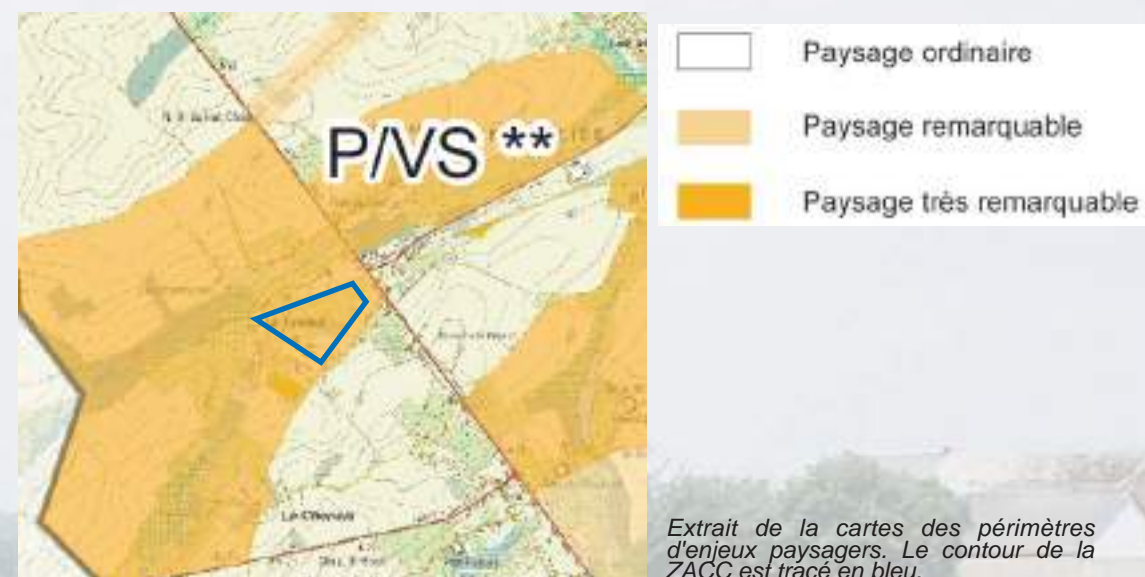 P/VS **
Paysage ordinaire
Paysage remarquable
Paysage très remarquable
Extrait de la cartes des périmètres
d'enjeux paysagers. Le contour de la
ZACC est tracé en bleu.